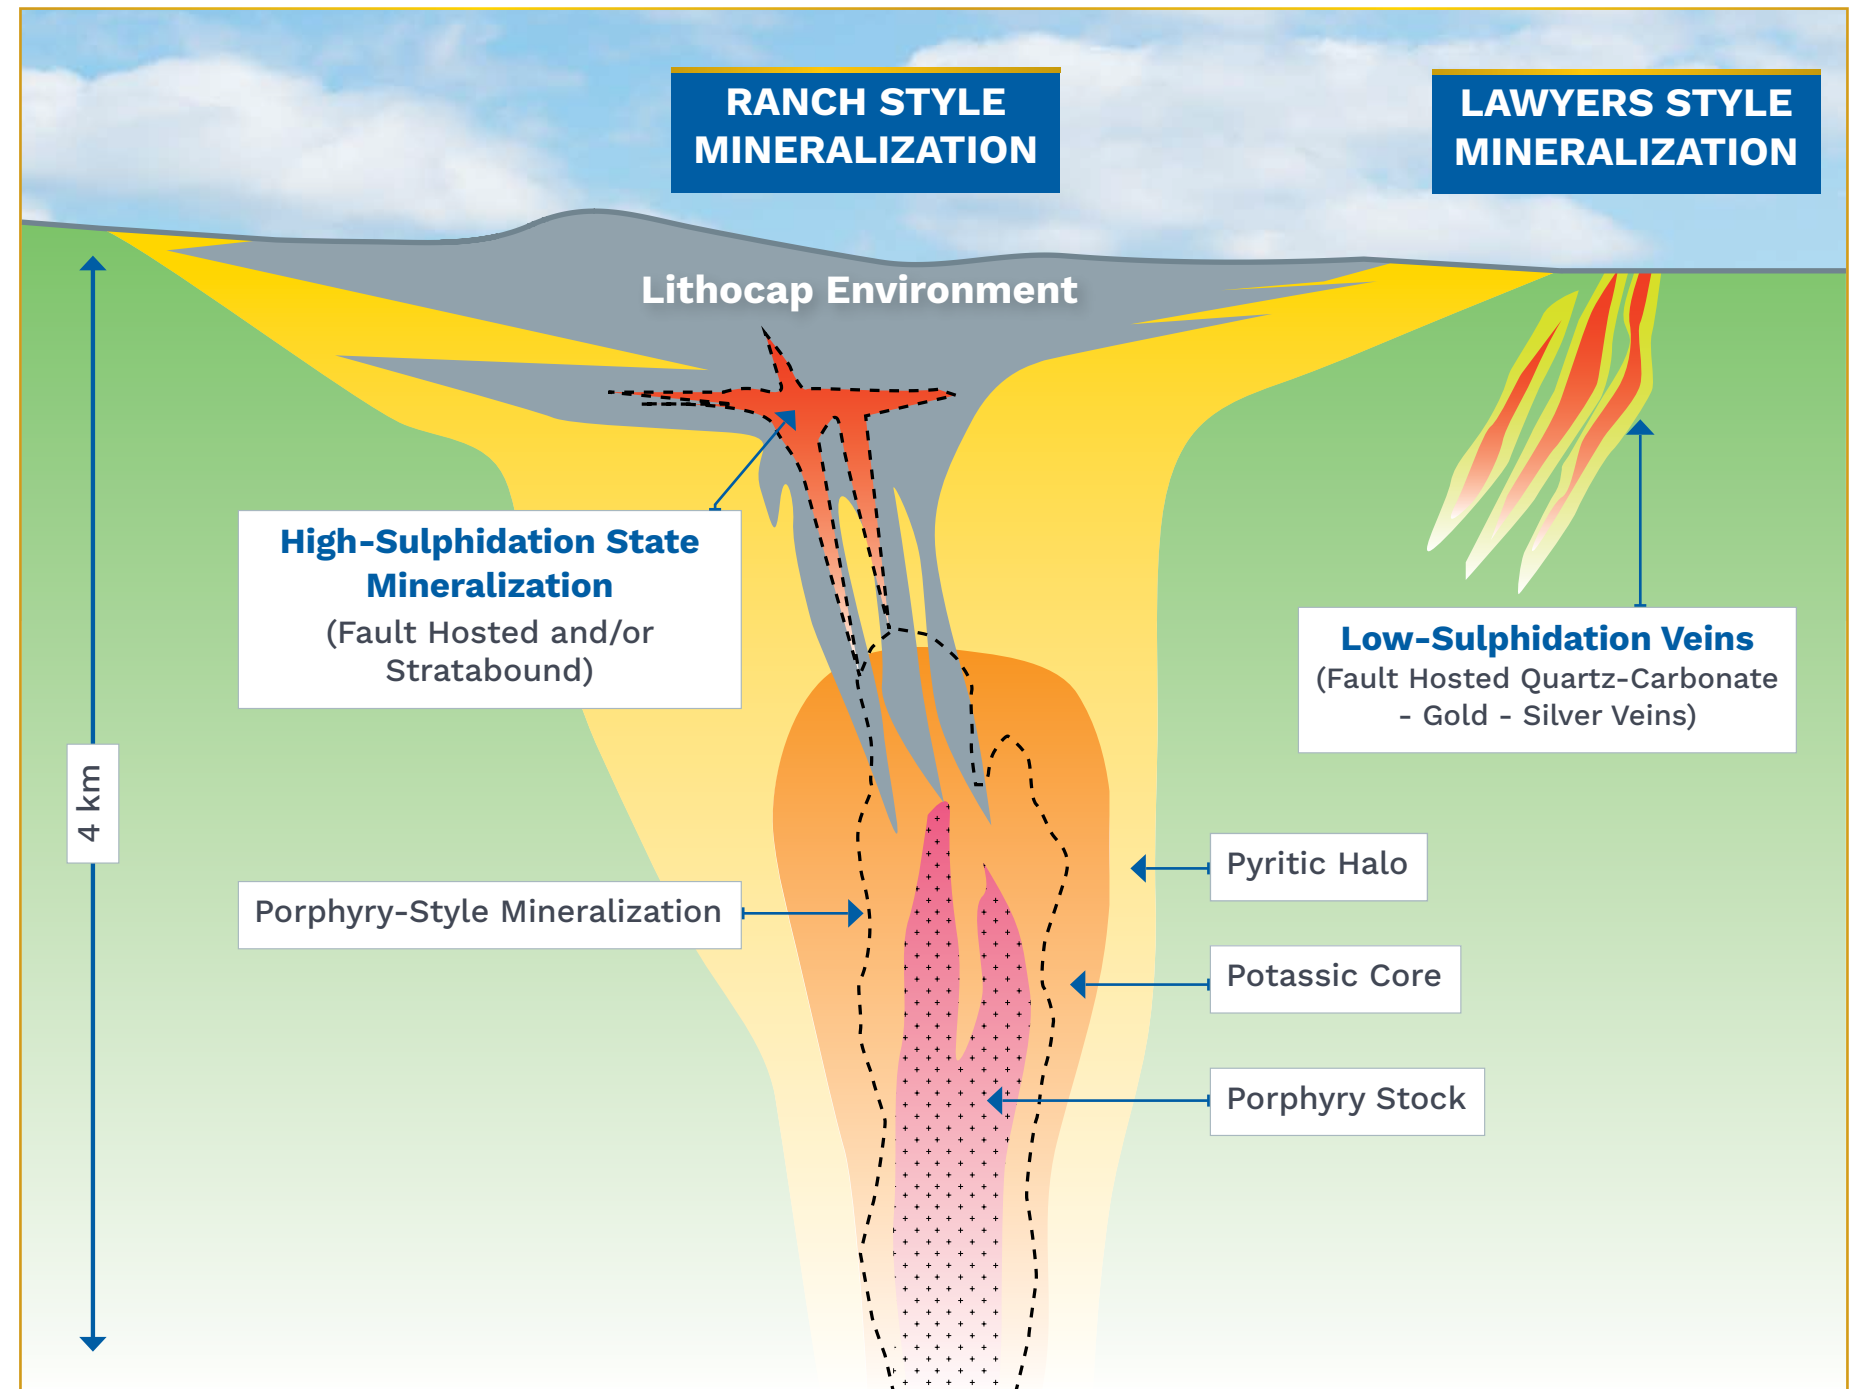 RANCH STYLE
MINERALIZATION
LAWYERS STYLE
MINERALIZATION
Lithocap Environment
High-Sulphidation State
Mineralization
(Fault Hosted and/or
Stratabound)
Low-Sulphidation Veins
(Fault Hosted Quartz-Carbonate
- Gold - Silver Veins)
4 km
Pyritic Halo
Porphyry-Style Mineralization
Potassic Core
Porphyry Stock